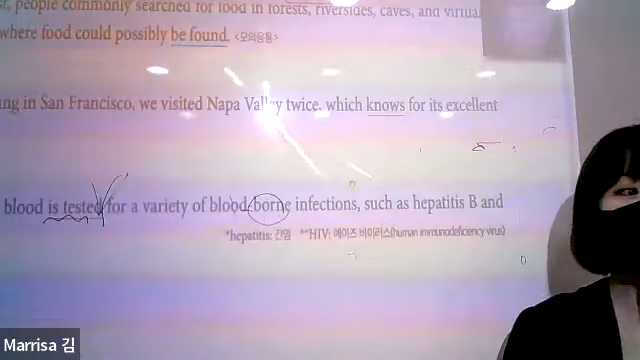 st, people commonly searched for food in forests, riversides, caves, and virtual
where food could possibly be found. <모의응용>
ng in San Francisco, we visited Napa Valley twice. which knows for its excellent
blood is tested for a variety of blood-borne infections, such as hepatitis B and
*hepatitis: 간염 **HIV: 에이즈 바이러스(human immunodeficiency virus)
Marrisa 김